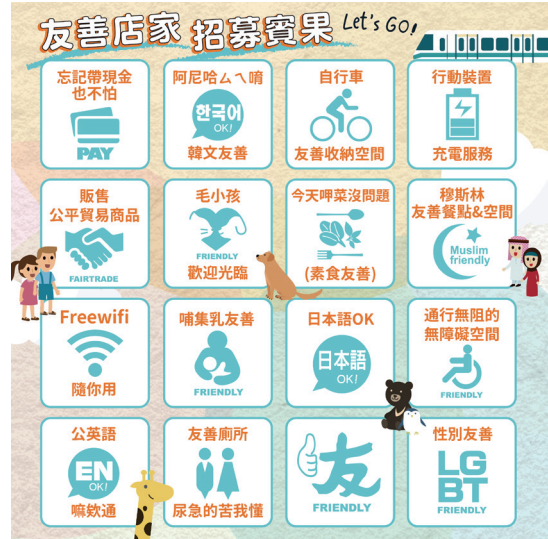 友善店家 招募賓果 Let's GO!
忘記帶現金
也不怕
PAY
阿尼哈ムㄟ唷
한국어
OK!
韓文友善
自行車
友善收納空間
行動裝置
充電服務
販售
公平貿易商品
FAIRTRADE
毛小孩
FRIENDLY
歡迎光臨
今天呷菜沒問題
(素食友善)
穆斯林
友善餐點&空間
Muslim
friendly
Freewifi
隨你用
哺集乳友善
FRIENDLY
日本語OK
日本語
OK!
通行無阻的
無障礙空間
FRIENDLY
公英語
EN
OK!
嘛欸通
友善廁所
尿急的苦我懂
友
FRIENDLY
性別友善
LG
BT
FRIENDLY